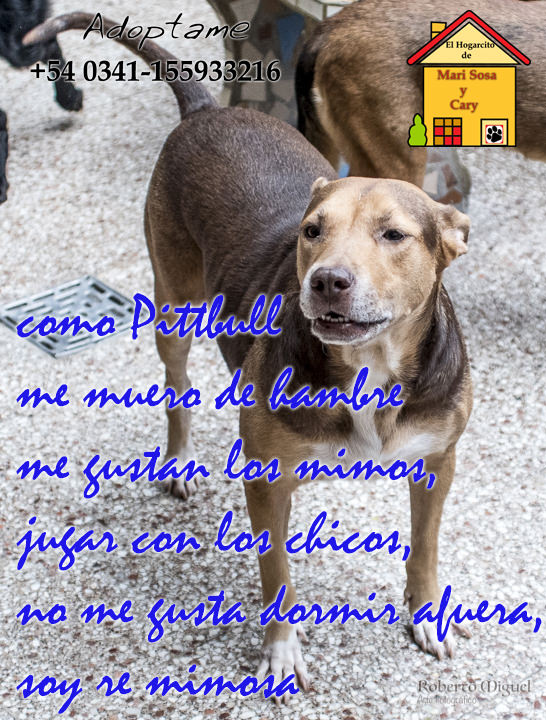 Adoptame
+54 0341-155933216
El Hogarcito
de
Mari Sosa
y
Cary
como Pittbull
me muero de hambre
me gustan los mimos,
jugar con los chicos,
no me gusta dormir afuera,
soy re mimosa
Roberto Miguel